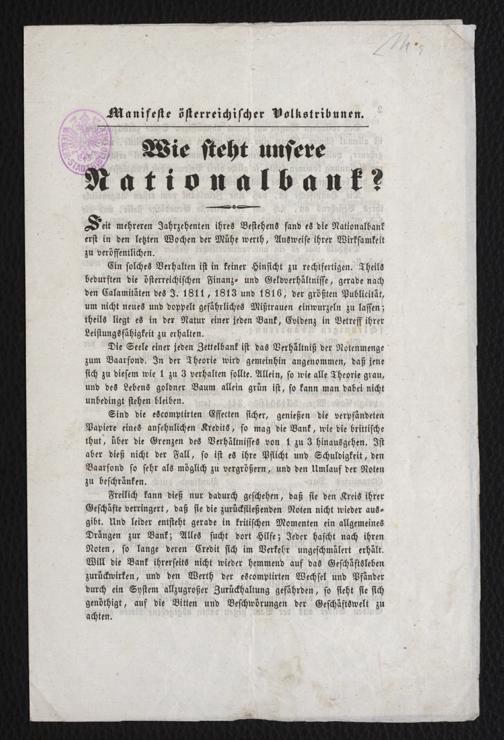 Manifeste österreichischer Volkstribunen.
Wie steht unsere
Nationalbank?
Seit mehreren Jahrzehenten ihres Bestehens fand es die Nationalbank
erst in den letzten Wochen der Mühe werth, Ausweise ihrer Wirksamkeit
zu veröffentlichen.
Ein solches Verhalten ist in keiner Hinsicht zu rechtfertigen. Theils
bedurften die österreichischen Finanz- und Geldverhältnisse, gerade nach
den Calamitäten des J. 1811, 1813 und 1816, der größten Publicität,
um nicht neues und doppelt gefährliches Mißtrauen einwurzeln zu lassen;
theils liegt es in der Natur einer jeden Bank, Evidenz in Betreff ihrer
Leistungsfähigkeit zu erhalten.
Die Seele einer jeden Zettelbank ist das Verhältniß der Notenmenge
zum Baarfond. In der Theorie wird gemeinhin angenommen, daß jene
sich zu diesem wie 1 zu 3 verhalten sollte. Allein, so wie alle Theorie grau,
und des Lebens goldner Baum allein grün ist, so kann man dabei nicht
unbedingt stehen bleiben.
Sind die escomptirten Effecten sicher, genießen die verpfändeten
Papiere eines ansehnlichen Kredits, so mag die Bank, wie die brittische
thut, über die Grenzen des Verhältnisses von 1 zu 3 hinausgehen. Ist
aber dieß nicht der Fall, so ist es ihre Pflicht und Schuldigkeit, den
Baarfond so sehr als möglich zu vergrößern, und den Umlauf der Noten
zu beschränken.
Freilich kann dieß nur dadurch geschehen, daß sie den Kreis ihrer
Geschäfte verringert, daß sie die zurückfließenden Noten nicht wieder aus-
gibt. Und leider entsteht gerade in kritischen Momenten ein allgemeines
Drängen zur Bank; Alles sucht dort Hilfe; Jeder hascht nach ihren
Noten, so lange deren Credit sich im Verkehr ungeschmälert erhält.
Will die Bank ihrerseits nicht wieder hemmend auf das Geschäftsleben
zurückwirken, und den Werth der escomptirten Wechsel und Pfänder
durch ein System allzugroßer Zurückhaltung gefährden, so sieht sie sich
genöthigt, auf die Bitten und Beschwörungen der Geschäftswelt zu
achten.